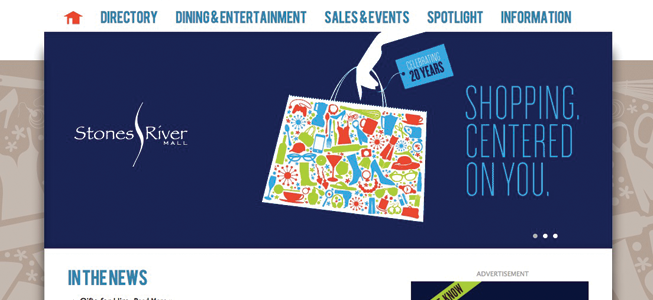 DIRECTORY DINING & ENTERTAINMENT SALES & EVENTS SPOTLIGHT INFORMATION
CELEBRATING
20 YEARS
Stones River
MALL
SHOPPING.
CENTERED
ON YOU.
IN THE NEWS
ADVERTISEMENT
KNOW